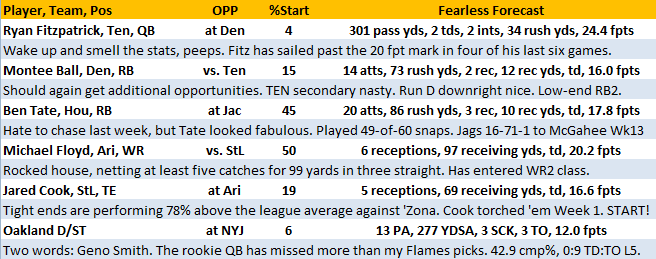 Player, Team, Pos OPP %Start Fearless Forecast
Ryan Fitzpatrick, Ten, QB at Den 4 301 pass yds, 2 tds, 2 ints, 34 rush yds, 24.4 fpts
Wake up and smell the stats, peeps. Fitz has sailed past the 20 fpt mark in four of his last six games.
Montee Ball, Den, RB vs. Ten 15 14 atts, 73 rush yds, 2 rec, 12 rec yds, td, 16.0 fpts
Should again get additional opportunities. TEN secondary nasty. Run D downright nice. Low-end RB2.
Ben Tate, Hou, RB at Jac 45 20 atts, 86 rush yds, 3 rec, 10 rec yds, td, 17.8 fpts
Hate to chase last week, but Tate looked fabulous. Played 49-of-60 snaps. Jags 16-71-1 to McGahee Wk13
Michael Floyd, Ari, WR vs. StL 50 6 receptions, 97 receiving yds, td, 20.2 fpts
Rocked house, netting at least five catches for 99 yards in three straight. Has entered WR2 class.
Jared Cook, StL, TE at Ari 19 5 receptions, 69 receiving yds, td, 16.6 fpts
Tight ends are performing 78% above the league average against 'Zona. Cook torched 'em Week 1. START!
Oakland D/ST at NYJ 6 13 PA, 277 YDSA, 3 SCK, 3 TO, 12.0 fpts
Two words: Geno Smith. The rookie QB has missed more than my Flames picks. 42.9 cmp%, 0:9 TD:TO L5.